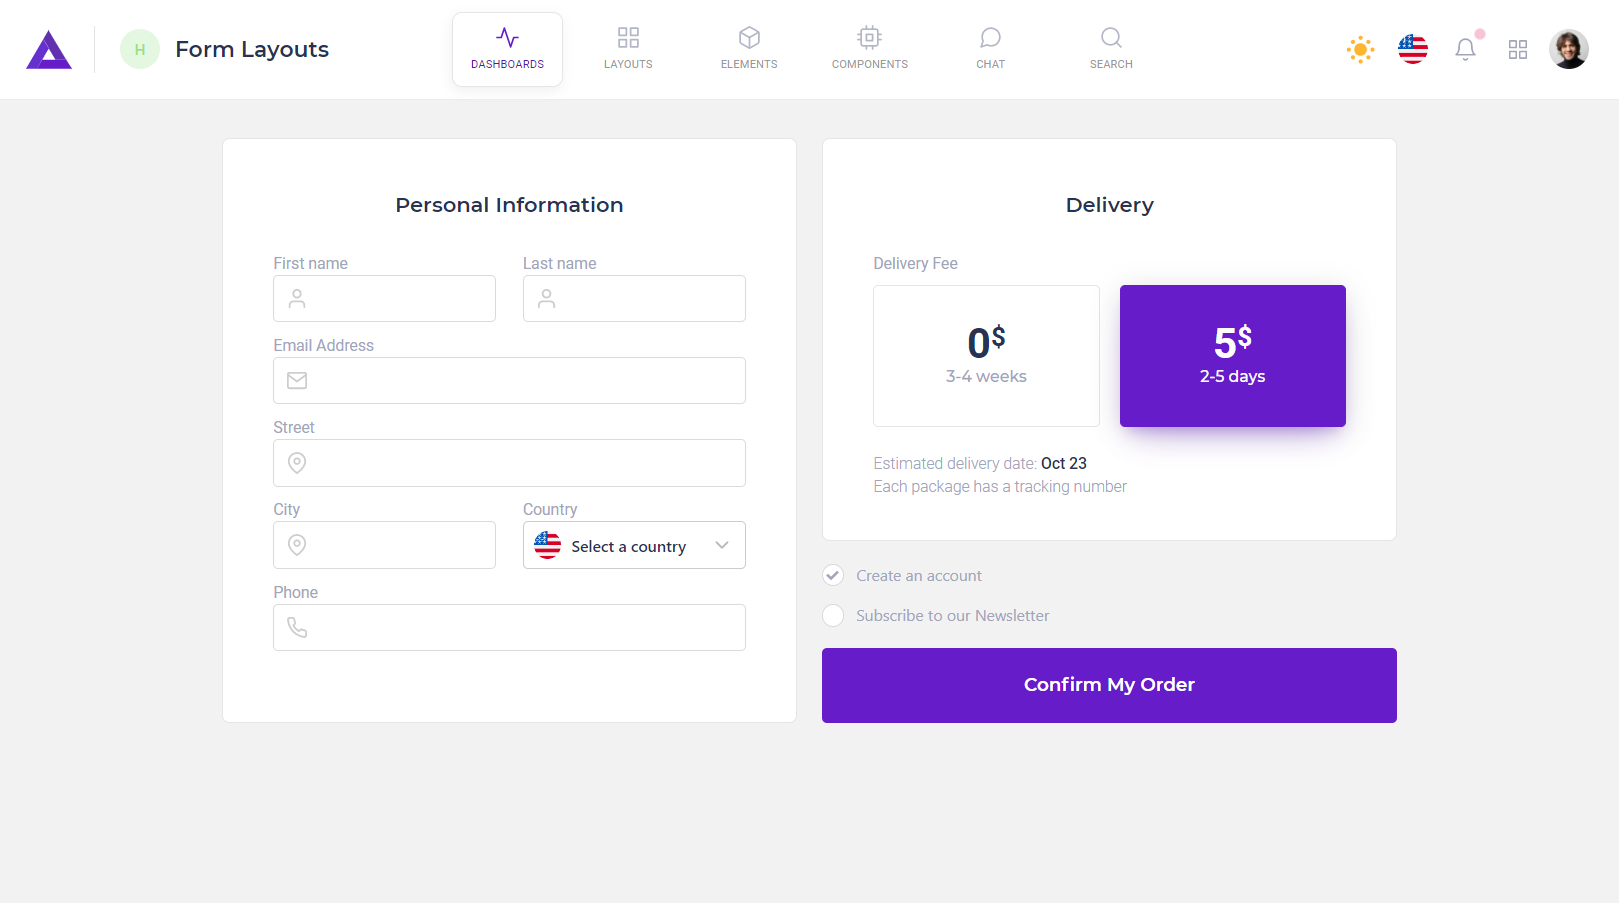 H
Form Layouts
DASHBOARDS
LAYOUTS
ELEMENTS
COMPONENTS
CHAT
SEARCH
Personal Information
First name
Last name
Email Address
Street
City
Country
Select a country
Phone
Delivery
Delivery Fee
0$
3-4 weeks
5$
2-5 days
Estimated delivery date: Oct 23
Each package has a tracking number
Create an account
Subscribe to our Newsletter
Confirm My Order